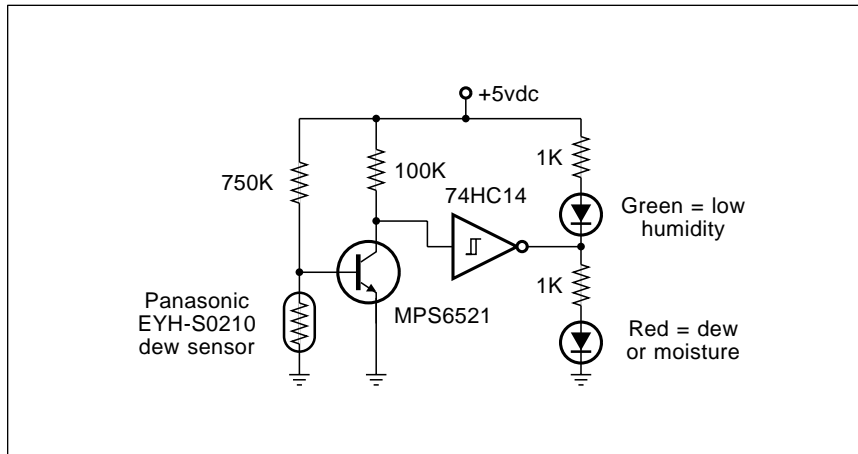 +5vdc
1K
750K
100K
74HC14
Green = low
humidity
1K
Panasonic
EYH-S0210
dew sensor
MPS6521
Red = dew
or moisture